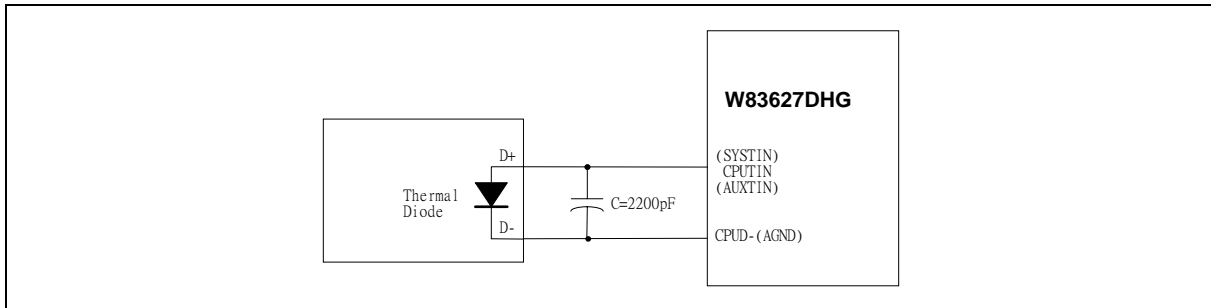 W83627DHG
D+
(SYSTIN)
CPUTIN
(AUXTIN)
Thermal
Diode
C=2200pF
D-
CPUD-(AGND)